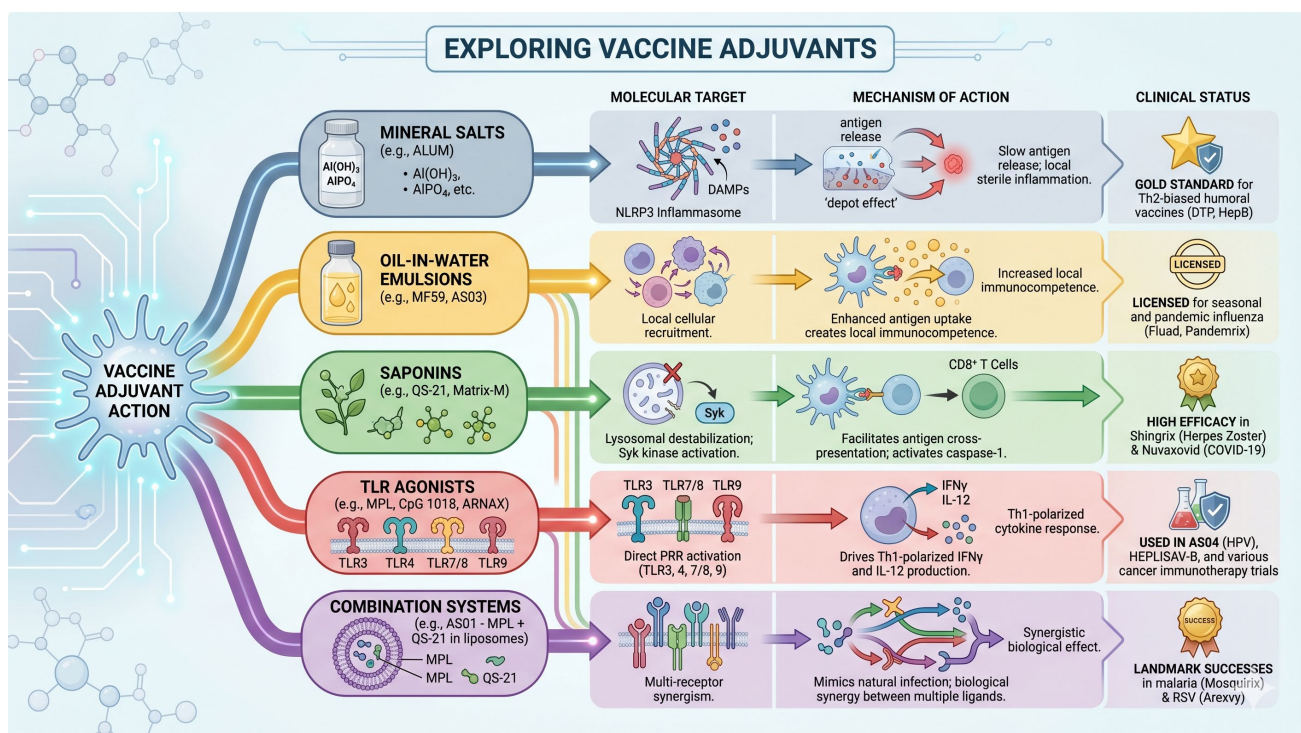 EXPLORING VACCINE ADJUVANTS
MOLECULAR TARGET
MECHANISM OF ACTION
CLINICAL STATUS
VACCINE
ADJUVANT
ACTION
Al(OH)₃
AlPO₄
MINERAL SALTS
(e.g., ALUM)
• Al(OH)₃,
• AlPO₄, etc.
DAMPs
NLRP3 Inflammasome
antigen
release
'depot effect'
Slow antigen
release; local
sterile inflammation.
GOLD STANDARD for
Th2-biased humoral
vaccines (DTP, HepB)
OIL-IN-WATER
EMULSIONS
(e.g., MF59, AS03)
Local cellular
recruitment.
Enhanced antigen uptake
creates local immunocompetence.
Increased local
immunocompetence.
LICENSED
LICENSED for seasonal
and pandemic influenza
(Fluad, Pandemrix)
SAPONINS
(e.g., QS-21, Matrix-M)
Syk
Lysosomal destabilization;
Syk kinase activation.
CD8⁺ T Cells
Facilitates antigen cross-
presentation; activates caspase-1.
HIGH EFFICACY in
Shingrix (Herpes Zoster)
& Nuvaxovid (COVID-19)
TLR AGONISTS
(e.g., MPL, CpG 1018, ARNAX)
TLR3 TLR4 TLR7/8 TLR9
TLR3 TLR7/8 TLR9
Direct PRR activation
(TLR3, 4, 7/8, 9)
IFNγ
IL-12
Drives Th1-polarized IFNγ
and IL-12 production.
Th1-polarized
cytokine response.
USED IN AS04 (HPV),
HEPLISAV-B, and various
cancer immunotherapy trials
COMBINATION SYSTEMS
(e.g., AS01 - MPL +
QS-21 in liposomes)
MPL
MPL QS-21
Multi-receptor
synergism.
Mimics natural infection; biological
synergy between multiple ligands.
Synergistic
biological effect.
SUCCESS
LANDMARK SUCCESSES
in malaria (Mosquirix)
& RSV (Arexvy)